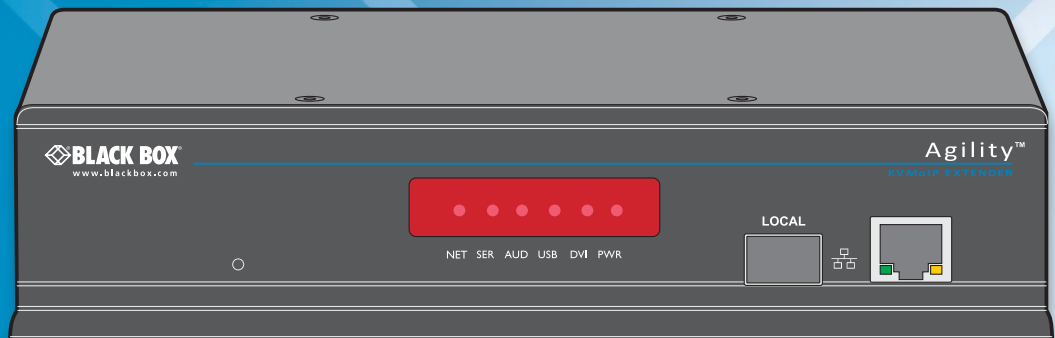 BLACK BOX®
www.blackbox.com
Agility™
KVMoIP EXTENDER
LOCAL
NET SER AUD USB DVI PWR